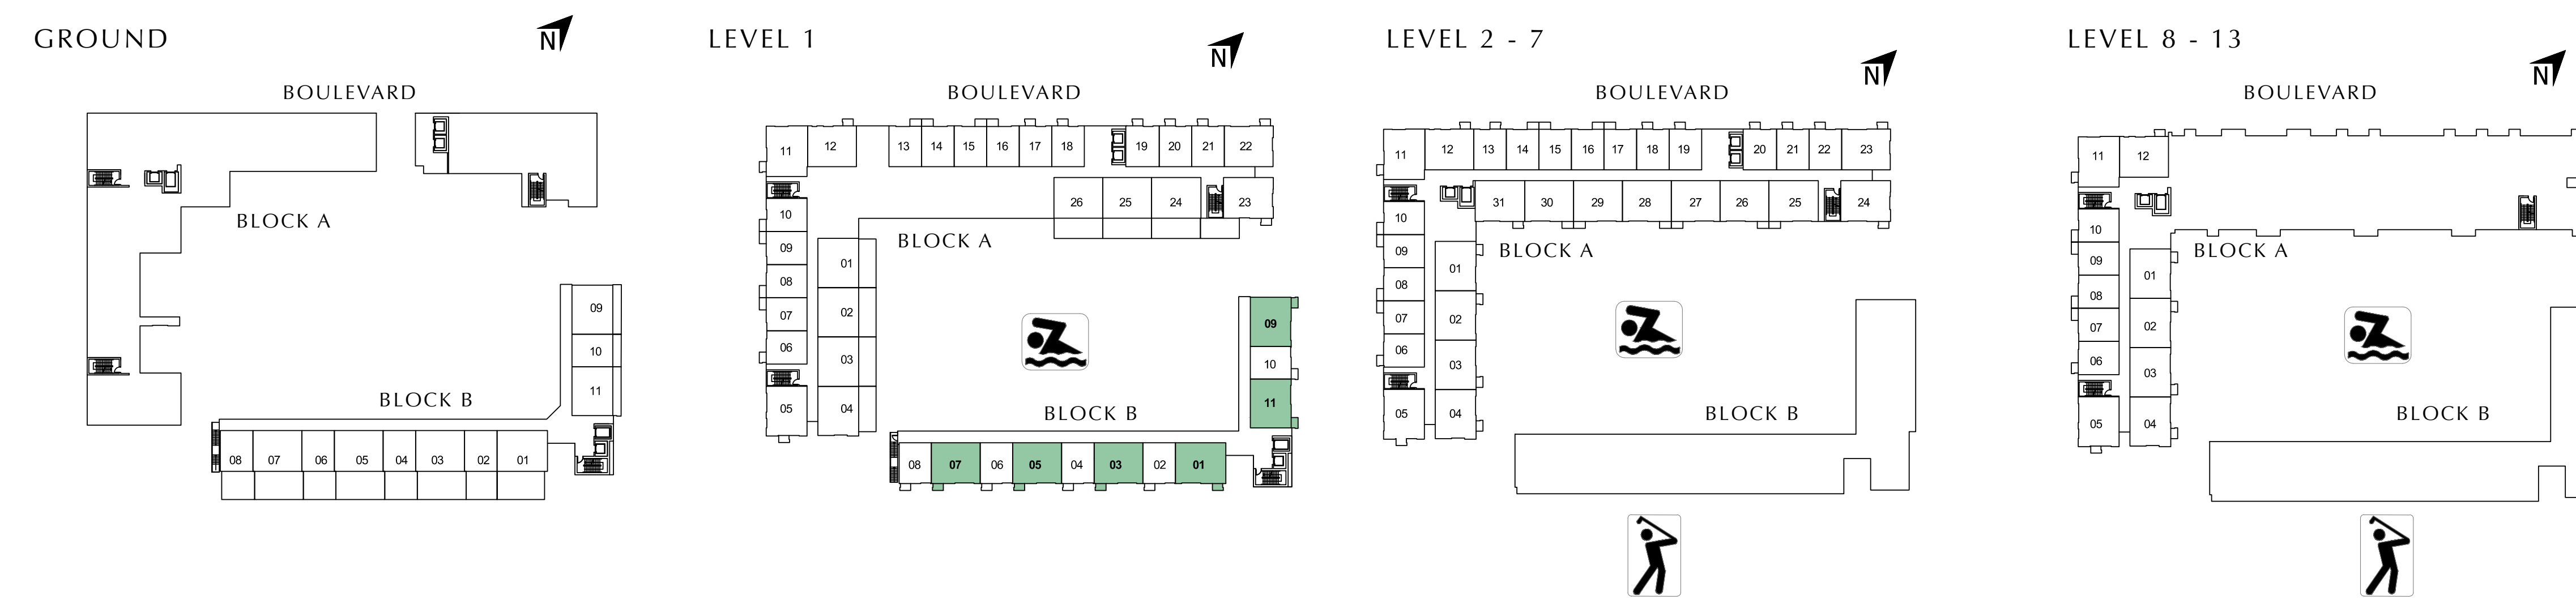 GROUND
N
BOULEVARD
BLOCK A
09
10
11
BLOCK B
08 07 06 05 04 03 02 01
LEVEL 1
N
BOULEVARD
11 12 13 14 15 16 17 18 19 20 21 22
26 25 24 23
10
09
08
07
06
05
01
02
03
04
BLOCK A
09
10
11
BLOCK B
08 07 06 05 04 03 02 01
LEVEL 2 - 7
N
BOULEVARD
11 12 13 14 15 16 17 18 19 20 21 22 23
31 30 29 28 27 26 25 24
10
09
08
07
06
05
01
02
03
04
BLOCK A
BLOCK B
LEVEL 8 - 13
N
BOULEVARD
11 12
10
09
08
07
06
05
01
02
03
04
BLOCK A
BLOCK B